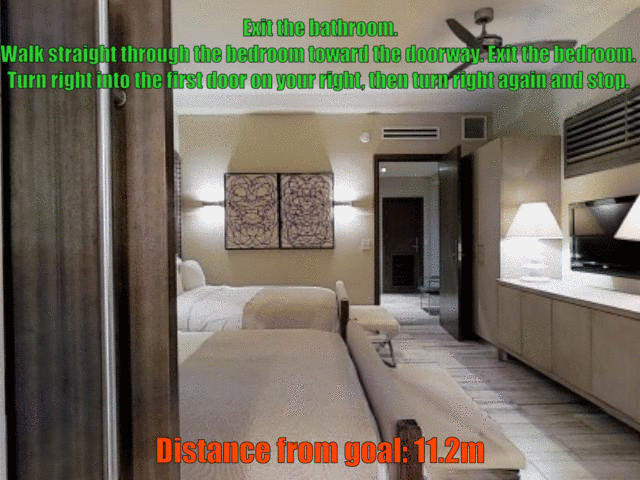 Exit the bathroom.
Walk straight through the bedroom toward the doorway. Exit the bedroom.
Turn right into the first door on your right, then turn right again and stop.
Distance from goal: 11.2m